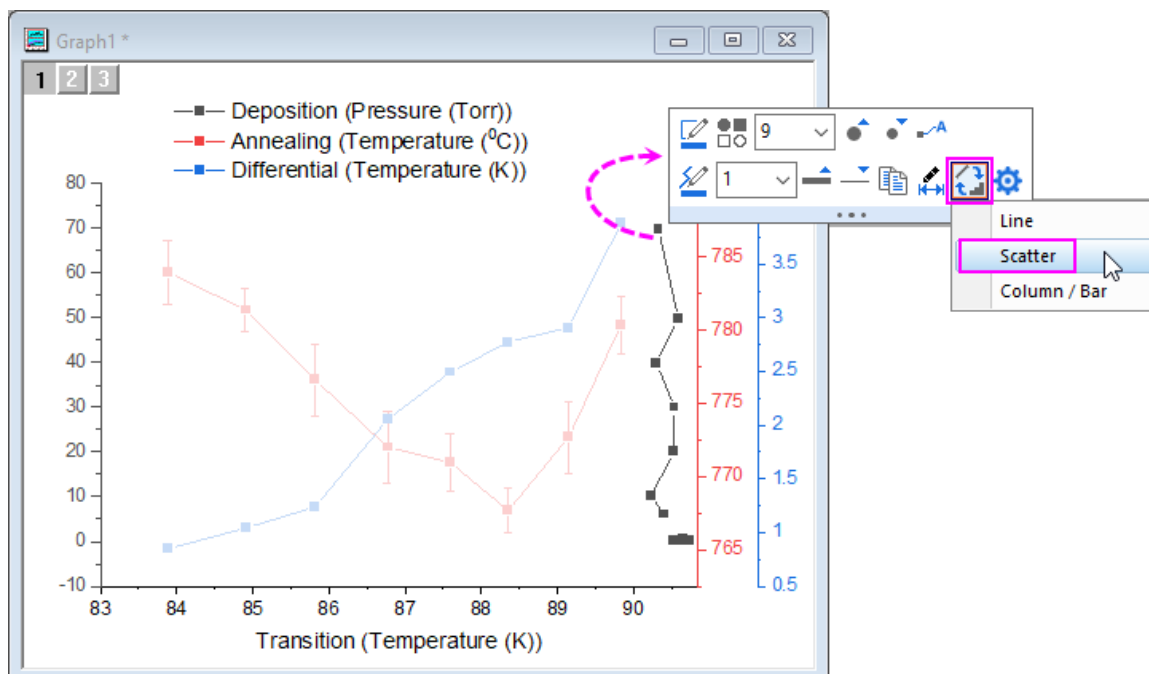 Graph1 *
1 2 3
Deposition (Pressure (Torr))
Annealing (Temperature (⁰C))
Differential (Temperature (K))
9
A
1
Line
Scatter
Column / Bar
80
70
60
50
40
30
20
10
0
-10
785
780
775
770
765
3.5
3
2.5
2
1.5
1
0.5
83 84 85 86 87 88 89 90
Transition (Temperature (K))